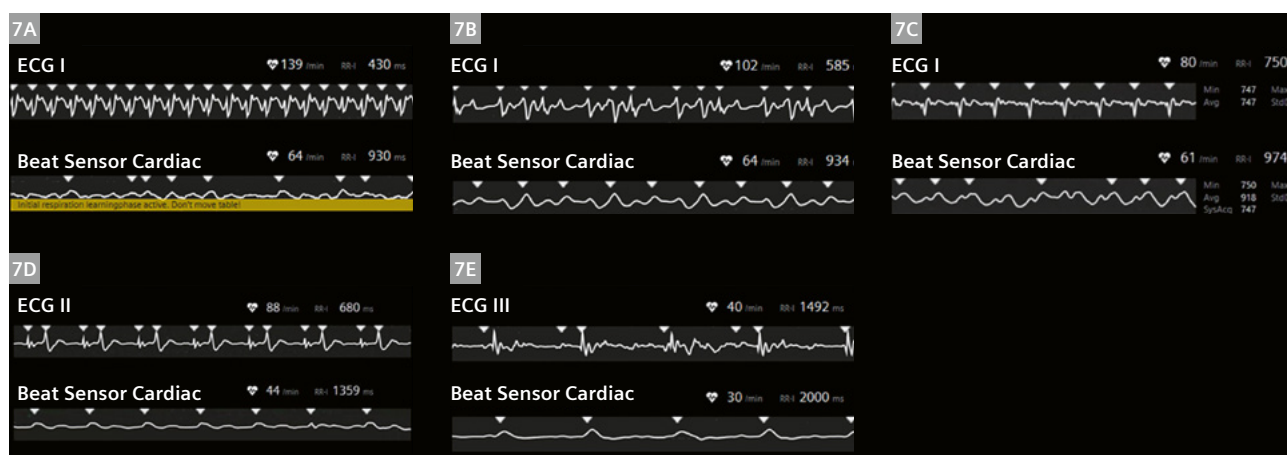 7A
ECG I
139 /min RR-I 430 ms
Beat Sensor Cardiac
64 /min RR-I 930 ms
Initial respiration learningphase active. Don't move table!
7B
ECG I
102 /min RR-I 585
Beat Sensor Cardiac
64 /min RR-I 934
7C
ECG I
80 /min RR-I 750
Min 747 Max
Avg 747 Std
Beat Sensor Cardiac
61 /min RR-I 974
Min 750 Max
Avg 918 Std
SysAcq 747
7D
ECG II
88 /min RR-I 680 ms
Beat Sensor Cardiac
44 /min RR-I 1359 ms
7E
ECG III
40 /min RR-I 1492 ms
Beat Sensor Cardiac
30 /min RR-I 2000 ms